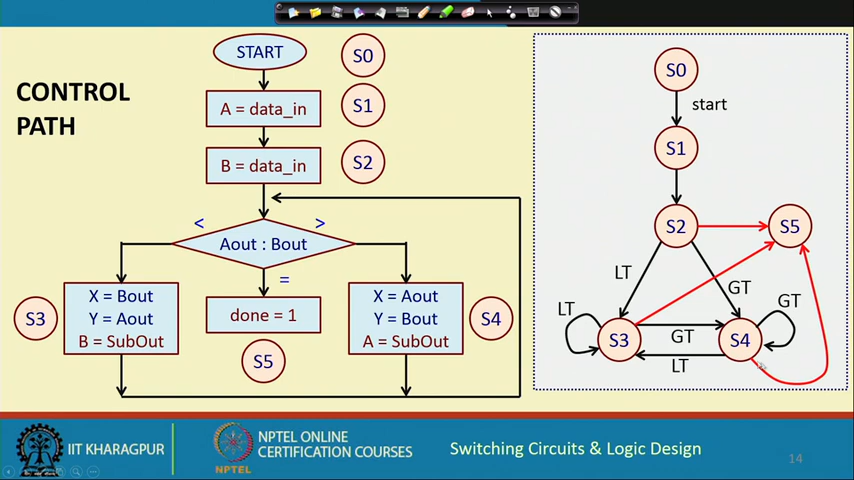 CONTROL
PATH
START
S0
A = data_in
S1
B = data_in
S2
<
>
Aout : Bout
=
S3
X = Bout
Y = Aout
B = SubOut
done = 1
S5
X = Aout
Y = Bout
A = SubOut
S4
S0
start
S1
S2
S5
LT
GT
LT
GT
S3
GT
S4
LT
IIT KHARAGPUR
NPTEL
NPTEL ONLINE
CERTIFICATION COURSES
Switching Circuits & Logic Design
14